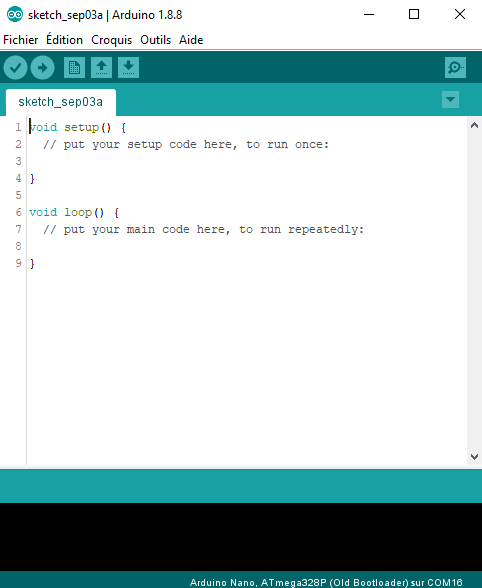 sketch_sep03a | Arduino 1.8.8
Fichier Édition Croquis Outils Aide
sketch_sep03a
1 void setup() {
2   // put your setup code here, to run once:
3
4 }
5
6 void loop() {
7   // put your main code here, to run repeatedly:
8
9 }
Arduino Nano, ATmega328P (Old Bootloader) sur COM16